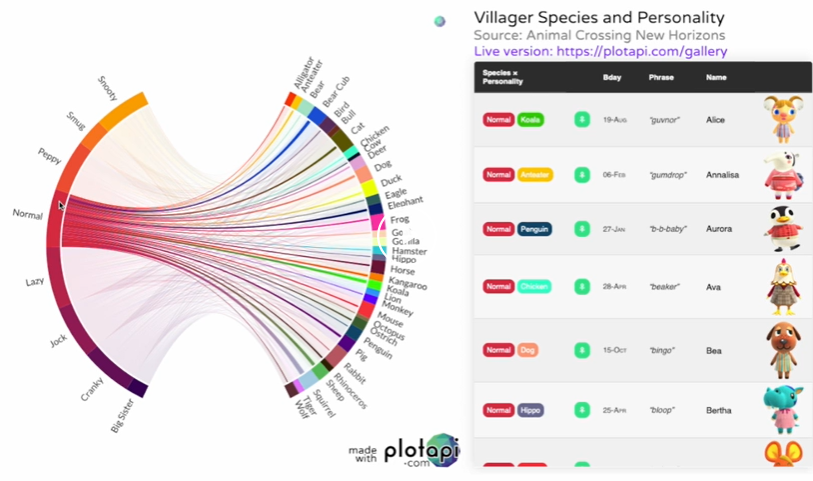 Villager Species and Personality
Source: Animal Crossing New Horizons
Live version: https://plotapi.com/gallery
Species ×
Personality
Bday
Phrase
Name
Normal Koala 19-Aug "guvnor" Alice
Normal Anteater 06-Feb "gumdrop" Annalisa
Normal Penguin 27-Jan "b-b-baby" Aurora
Normal Chicken 28-Apr "beaker" Ava
Normal Dog 15-Oct "bingo" Bea
Normal Hippo 25-Apr "bloop" Bertha
Snooty
Smug
Peppy
Normal
Lazy
Jock
Cranky
Big Sister
Alligator
Anteater
Bear
Bear Cub
Bird
Bull
Cat
Chicken
Cow
Deer
Dog
Duck
Eagle
Elephant
Frog
Hamster
Hippo
Horse
Kangaroo
Koala
Lion
Monkey
Mouse
Octopus
Ostrich
Penguin
Pig
Rabbit
Rhinoceros
Sheep
Squirrel
Tiger
Wolf
made
with
plotapi
-com